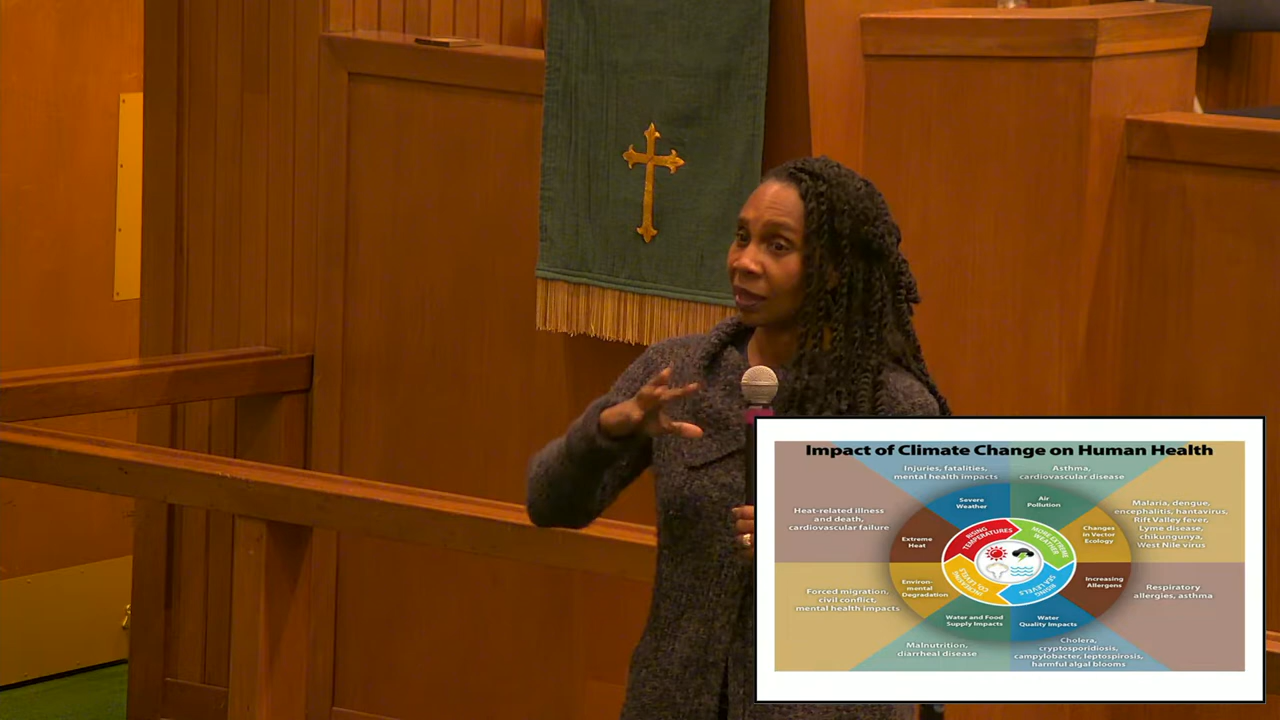 Impact of Climate Change on Human Health
Injuries, fatalities,
mental health impacts
Asthma,
cardiovascular disease
Severe
Weather
Air
Pollution
Heat-related illness
and death,
cardiovascular failure
Extreme
Heat
Changes
in Vector
Ecology
Malaria, dengue,
encephalitis, hantavirus,
Rift Valley fever,
Lyme disease,
chikungunya,
West Nile virus
RISING
TEMPERATURES
MORE EXTREME
WEATHER
RISING
SEA LEVELS
INCREASING
CO2 LEVELS
Forced migration,
civil conflict,
mental health impacts
Environ-
mental
Degradation
Increasing
Allergens
Respiratory
allergies, asthma
Water and Food
Supply Impacts
Water
Quality Impacts
Malnutrition,
diarrheal disease
Cholera,
cryptosporidiosis,
campylobacter, leptospirosis,
harmful algal blooms